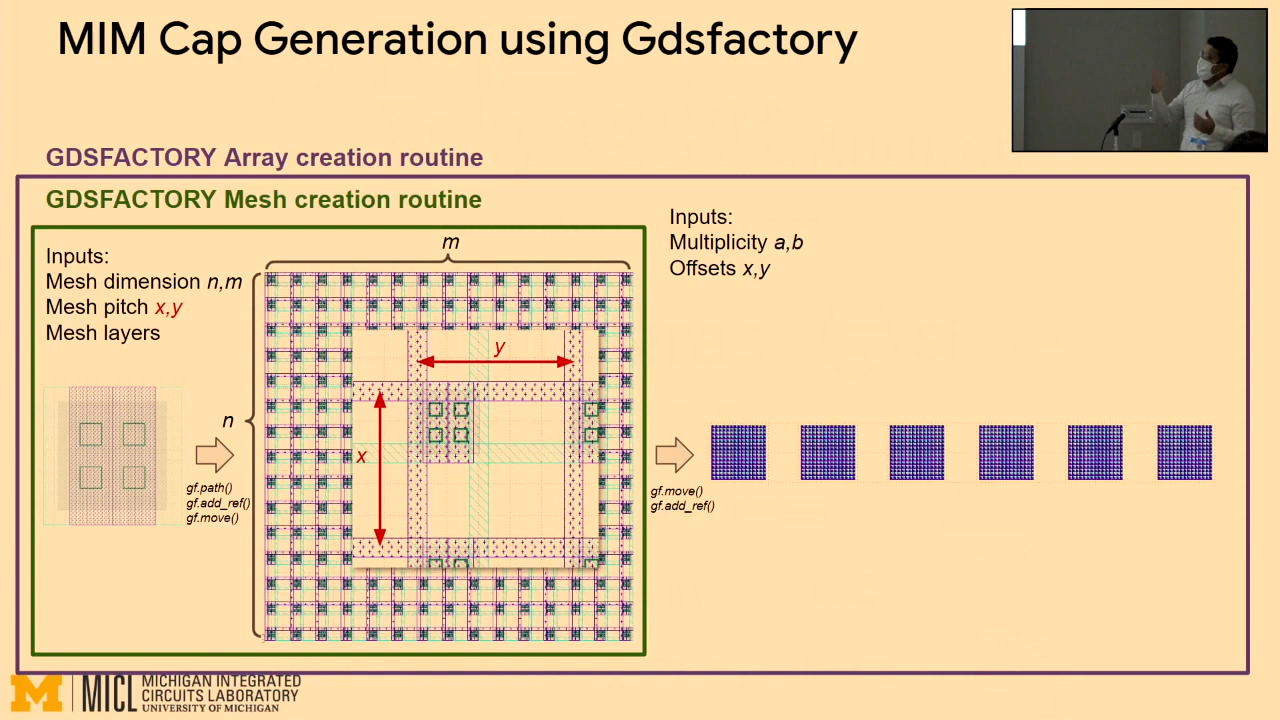 MIM Cap Generation using Gdsfactory
GDSFACTORY Array creation routine
GDSFACTORY Mesh creation routine
Inputs:
Mesh dimension n,m
Mesh pitch x,y
Mesh layers
m
n
y
x
gf.path()
gf.add_ref()
gf.move()
Inputs:
Multiplicity a,b
Offsets x,y
gf.move()
gf.add_ref()
M
MICL
MICHIGAN INTEGRATED
CIRCUITS LABORATORY
UNIVERSITY OF MICHIGAN